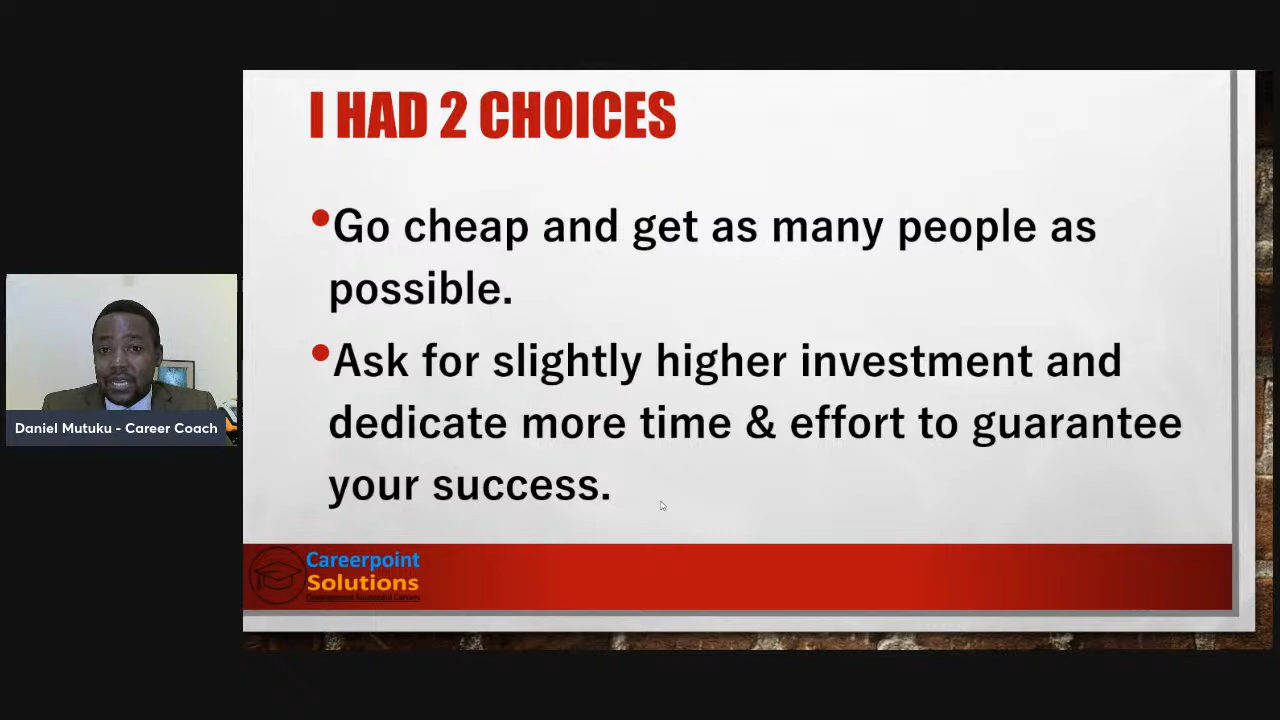 I HAD 2 CHOICES
•Go cheap and get as many people as
possible.
•Ask for slightly higher investment and
dedicate more time & effort to guarantee
your success.
Daniel Mutuku - Career Coach
Careerpoint
Solutions